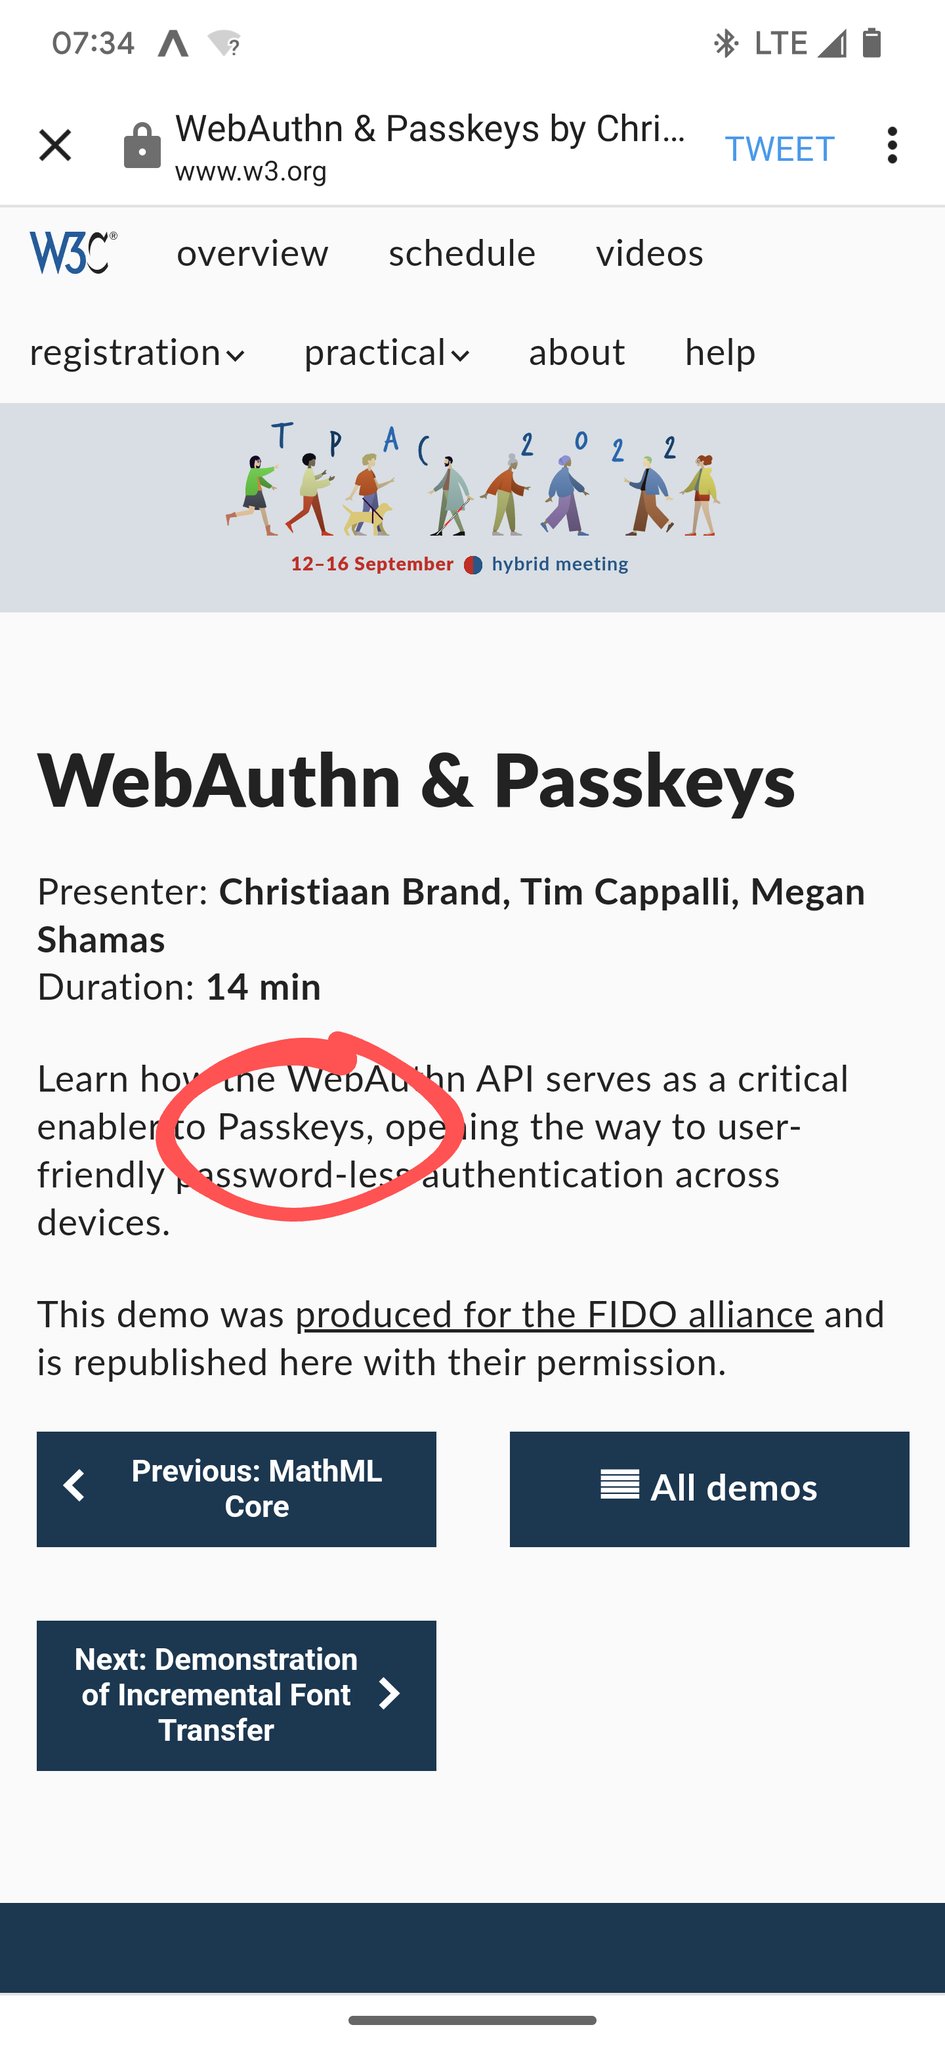 07:34
LTE
WebAuthn & Passkeys by Chri...
www.w3.org
TWEET
W3C®
overview
schedule
videos
registration
practical
about
help
TPAC 2022
12–16 September hybrid meeting
WebAuthn & Passkeys
Presenter: Christiaan Brand, Tim Cappalli, Megan
Shamas
Duration: 14 min
Learn how the WebAuthn API serves as a critical
enabler to Passkeys, opening the way to user-
friendly password-less authentication across
devices.
This demo was produced for the FIDO alliance and
is republished here with their permission.
Previous: MathML
Core
All demos
Next: Demonstration
of Incremental Font
Transfer